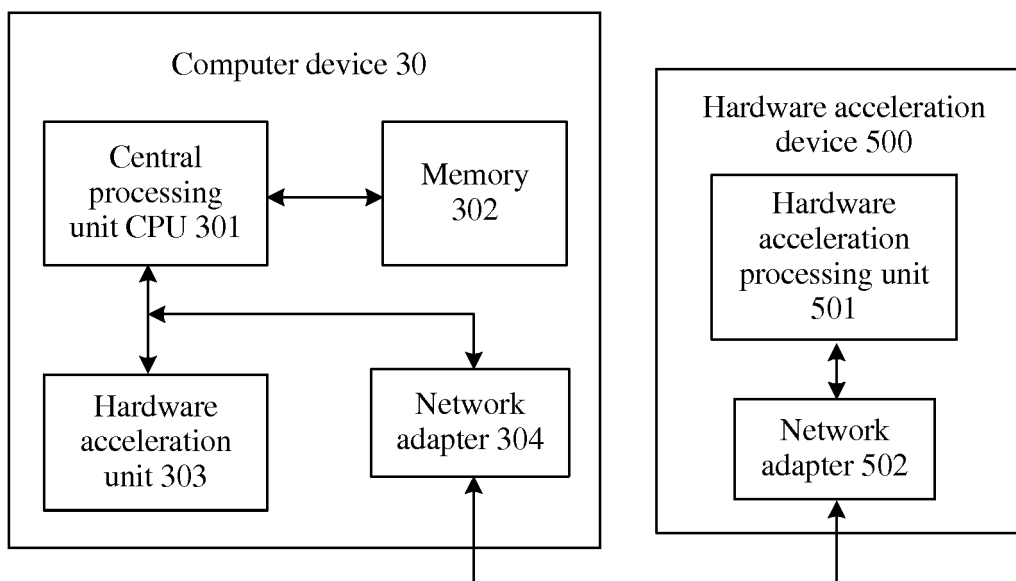 Computer device 30
Central
processing
unit CPU 301
Memory
302
Hardware
acceleration
unit 303
Network
adapter 304
Hardware acceleration
device 500
Hardware
acceleration
processing unit
501
Network
adapter 502